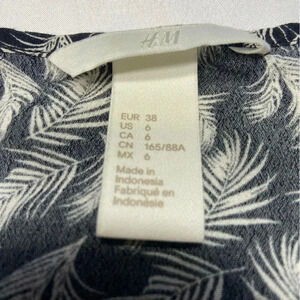 H&M
EUR 38
US 6
CA 6
CN 165/88A
MX 6
Made in
Indonesia
Fabriqué en
Indonésie